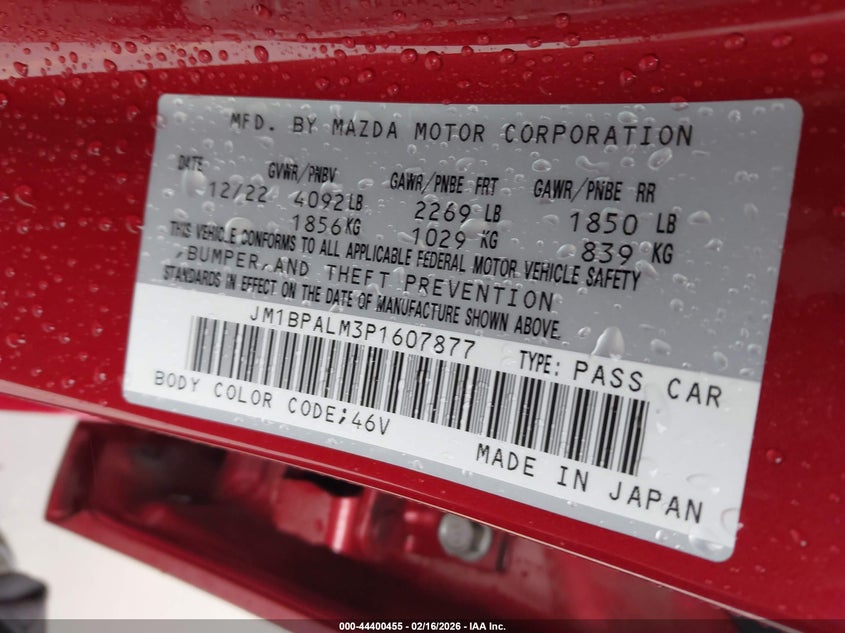 MFD. BY MAZDA MOTOR CORPORATION
DATE GVWR/PNBV GAWR/PNBE FRT GAWR/PNBE RR
12/22 4092LB 2269 LB 1850 LB
1856KG 1029 KG 839 KG
THIS VEHICLE CONFORMS TO ALL APPLICABLE FEDERAL MOTOR VEHICLE SAFETY
,BUMPER,AND THEFT PREVENTION
STANDARDS IN EFFECT ON THE DATE OF MANUFACTURE SHOWN ABOVE.
JM1BPALM3P1607877 TYPE: PASS CAR
BODY COLOR CODE;46V
MADE IN JAPAN
000-44400455 - 02/16/2026 - IAA Inc.